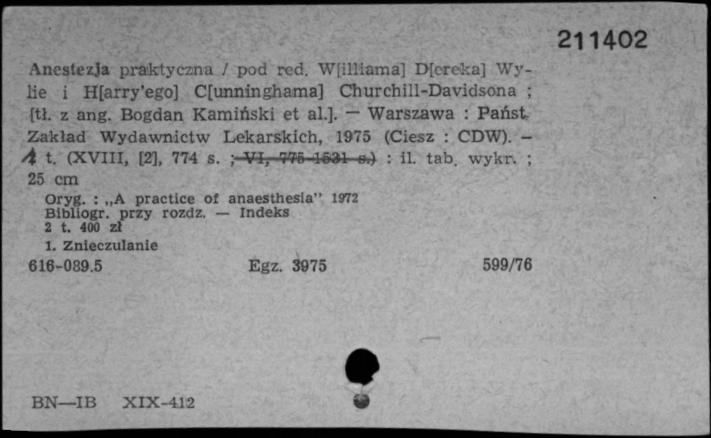 211402
Anestezja praktyczna / pod red. W[illiama] D[ereka] Wy-
lie i H[arry'ego] C[unninghama] Churchill-Davidsona ;
[tł. z ang. Bogdan Kamiński et al.]. — Warszawa : Państ.
Zakład Wydawnictw Lekarskich, 1975 (Ciesz : CDW). —
t. (XVIII, [2], 774 s. ; VI, 775-1531 s.) : il. tab. wykr. ;
25 cm
Oryg. : „A practice of anaesthesia" 1972
Bibliogr. przy rozdz. — Indeks
2 t. 400 zł
1. Znieczulanie
616-089.5 Egz. 3975 599/76
BN—IB XIX-412